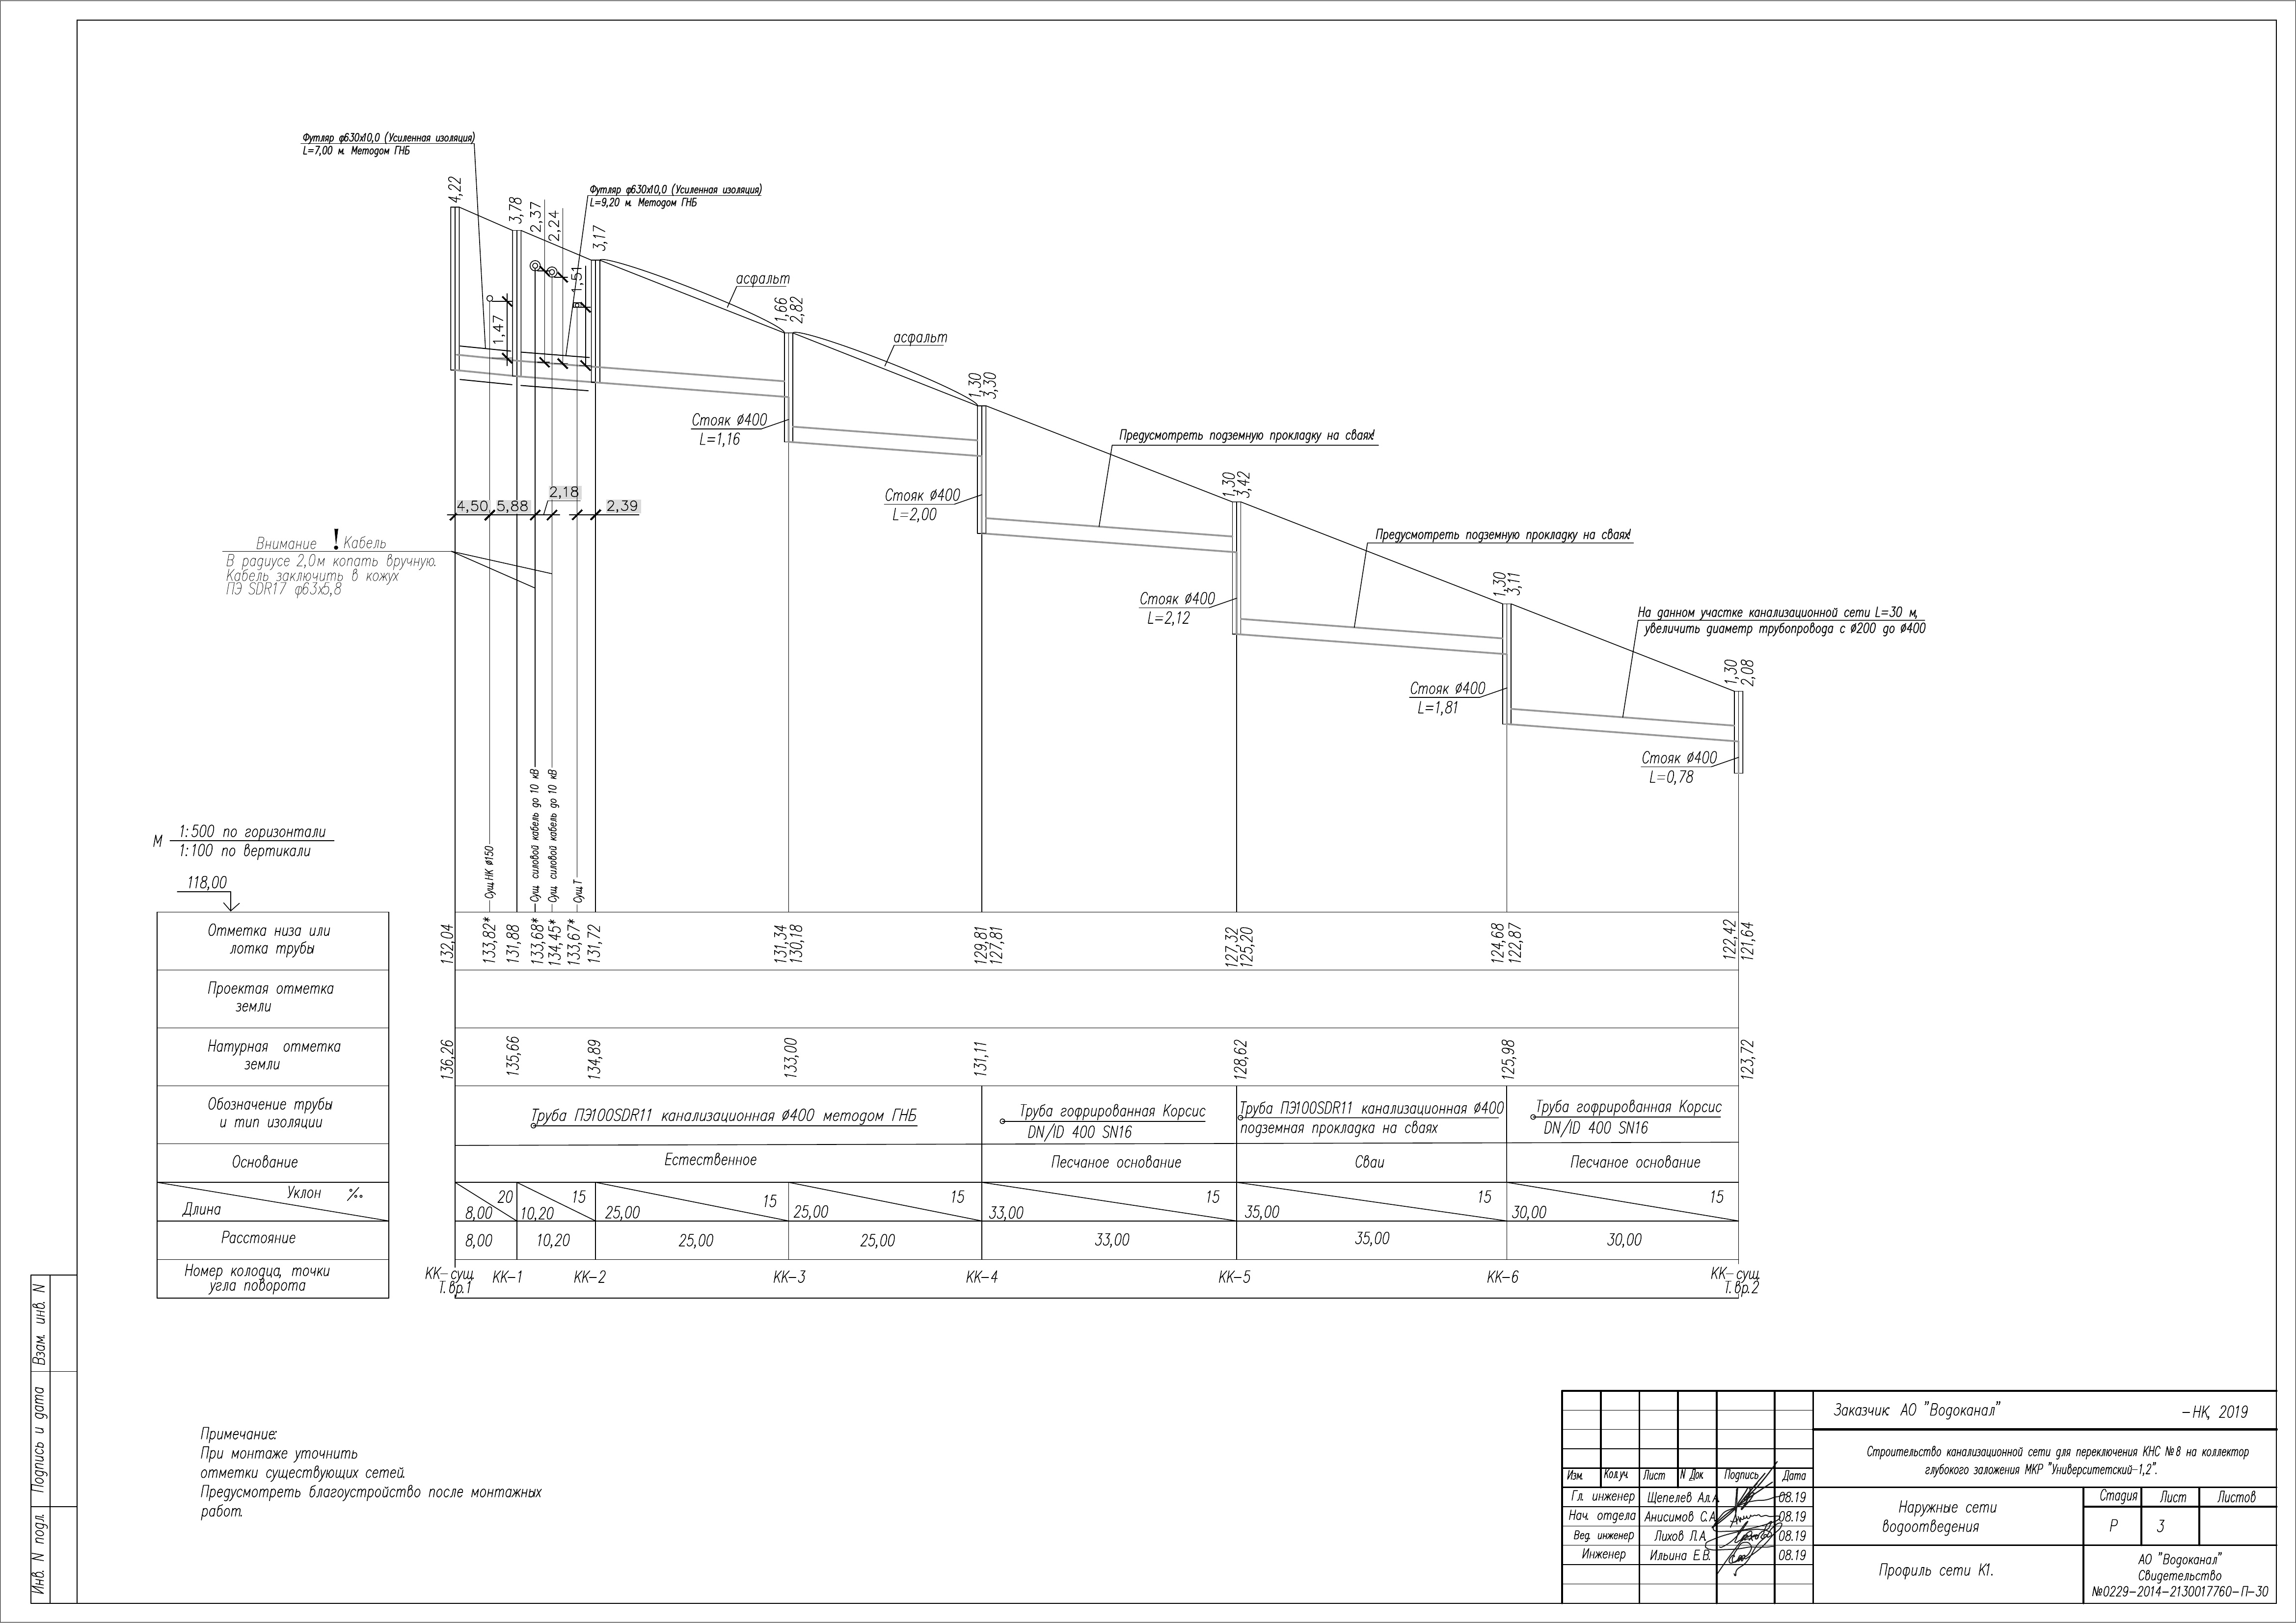 Футляр φ630х10,0 (Усиленная изоляция)
L=7,00 м. Методом ГНБ
Футляр φ630х10,0 (Усиленная изоляция)
L=9,20 м. Методом ГНБ
4,22
3,78
2,37
2,24
3,17
1,51
1,47
асфальт
1,66
2,82
асфальт
1,30
3,30
Стояк Ø400
L=1,16
Предусмотреть подземную прокладку на сваях!
1,30
3,42
Стояк Ø400
L=2,00
4,50
5,88
2,18
2,39
Предусмотреть подземную прокладку на сваях!
1,30
3,11
Внимание ! Кабель
В радиусе 2,0м копать вручную.
Кабель заключить в кожух
ПЭ SDR17 φ63х5,8
Стояк Ø400
L=2,12
На данном участке канализационной сети L=30 м,
увеличить диаметр трубопровода с Ø200 до Ø400
1,30
2,08
Стояк Ø400
L=1,81
Стояк Ø400
L=0,78
М 1:500 по горизонтали
1:100 по вертикали
118,00
Сущ.НК Ø150
Сущ. силовой кабель до 10 кВ
Сущ. силовой кабель до 10 кВ
Сущ.Т
Отметка низа или
лотка трубы
132,04
133,82*
131,88
133,68*
134,45*
133,67*
131,72
131,34
130,18
129,81
127,81
127,32
125,20
124,68
122,87
122,42
121,64
Проектая отметка
земли
Натурная отметка
земли
136,26
135,66
134,89
133,00
131,11
128,62
125,98
123,72
Обозначение трубы
и тип изоляции
Труба ПЭ100SDR11 канализационная Ø400 методом ГНБ
Труба гофрированная Корсис
DN/ID 400 SN16
Труба ПЭ100SDR11 канализационная Ø400
подземная прокладка на сваях
Труба гофрированная Корсис
DN/ID 400 SN16
Основание
Естественное
Песчаное основание
Сваи
Песчаное основание
Уклон ‰
Длина
20
8,00
15
10,20
15
25,00
15
25,00
15
33,00
15
35,00
15
30,00
Расстояние
8,00
10,20
25,00
25,00
33,00
35,00
30,00
Номер колодца, точки
угла поворота
КК-сущ.
Т.вр.1
КК-1
КК-2
КК-3
КК-4
КК-5
КК-6
КК-сущ.
Т.вр.2
Примечание:
При монтаже уточнить
отметки существующих сетей.
Предусмотреть благоустройство после монтажных
работ.
Взам. инв. N
Подпись и дата
Инв. N подл.
Заказчик: АО "Водоканал"
-НК, 2019
Строительство канализационной сети для переключения КНС №8 на коллектор
глубокого заложения МКР "Университетский-1,2".
Изм.
Кол.уч.
Лист
N Док.
Подпись
Дата
Гл. инженер
Щепелев Ал.А.
08.19
Нач. отдела
Анисимов С.А.
08.19
Вед. инженер
Лихов Л.А.
08.19
Инженер
Ильина Е.В.
08.19
Наружные сети
водоотведения
Стадия
Лист
Листов
Р
3
Профиль сети К1.
АО "Водоканал"
Свидетельство
№0229-2014-2130017760-П-30